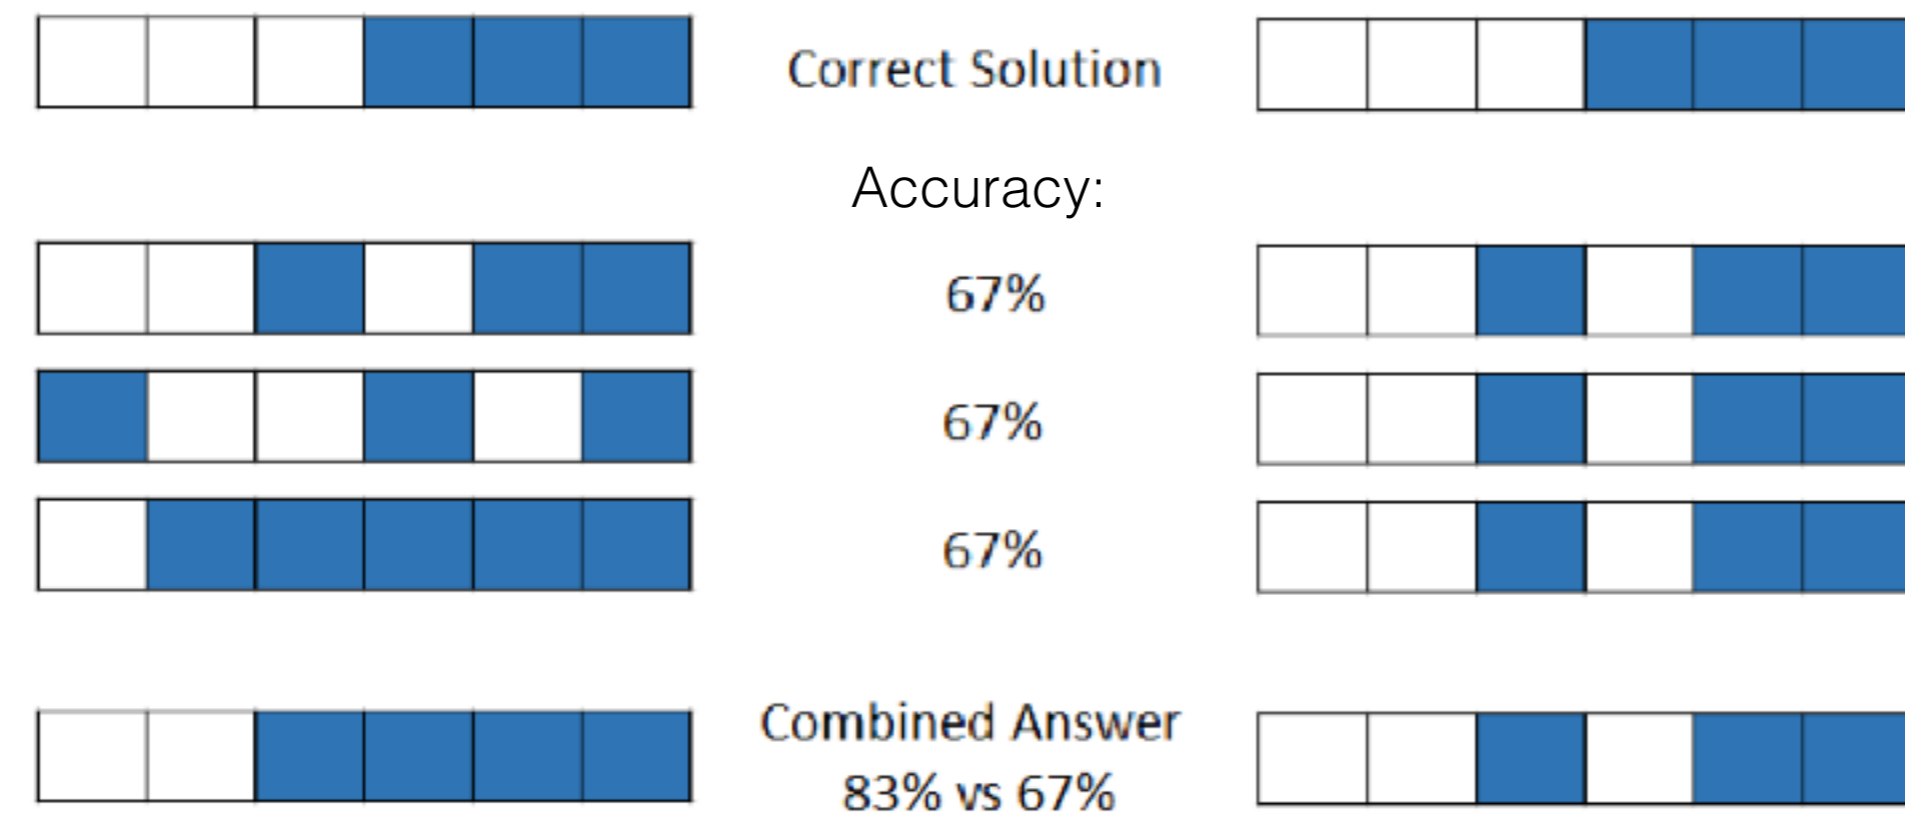 Correct Solution
Accuracy:
67%
67%
67%
Combined Answer
83% vs 67%